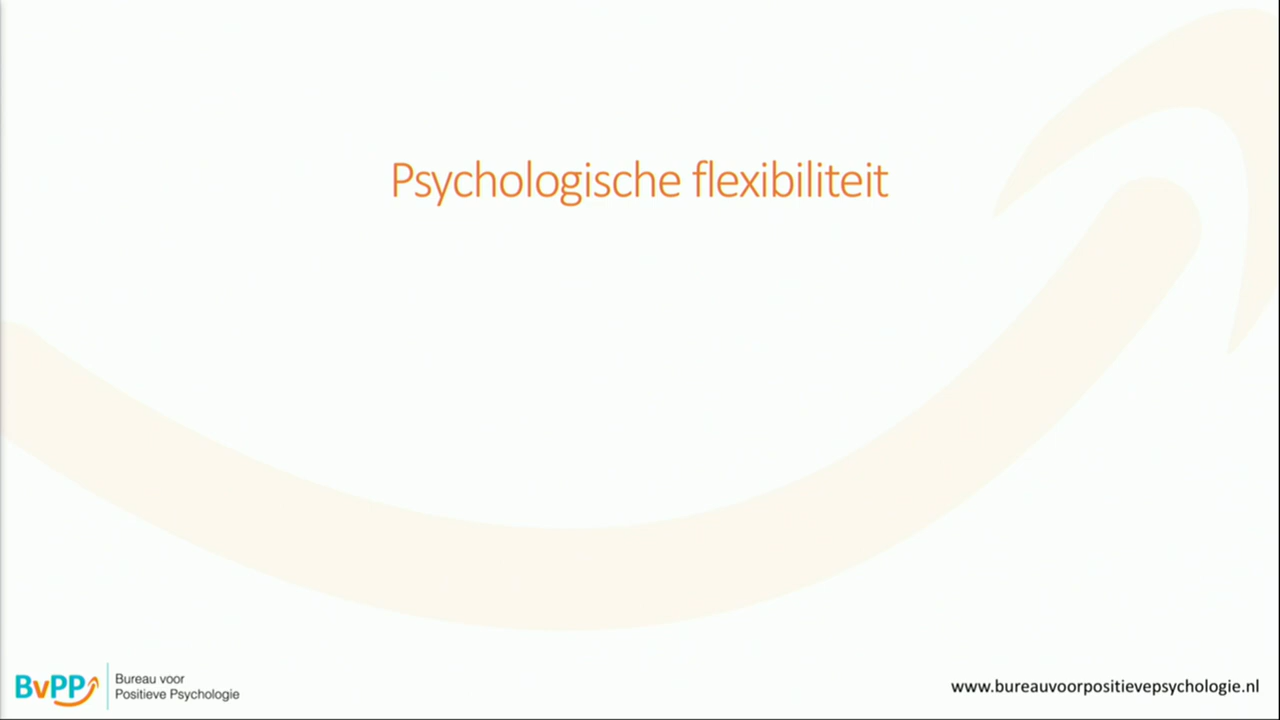 Psychologische flexibiliteit
BvPP
Bureau voor
Positieve Psychologie
www.bureauvoorpositievepsychologie.nl